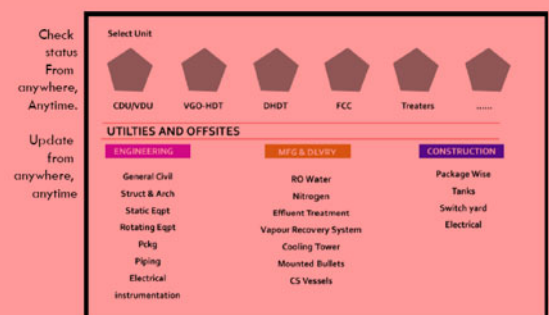 Check
status
From
anywhere,
Anytime.
Update
from
anywhere,
anytime
Select Unit
CDU/VDU VGO-HDT DHDT FCC Treaters ......
UTILTIES AND OFFSITES
ENGINEERING
General Civil
Struct & Arch
Static Eqpt
Rotating Eqpt
Pckg
Piping
Electrical
instrumentation
MFG & DLVRY
RO Water
Nitrogen
Effluent Treatment
Vapour Recovery System
Cooling Tower
Mounted Bullets
CS Vessels
CONSTRUCTION
Package Wise
Tanks
Switch yard
Electrical